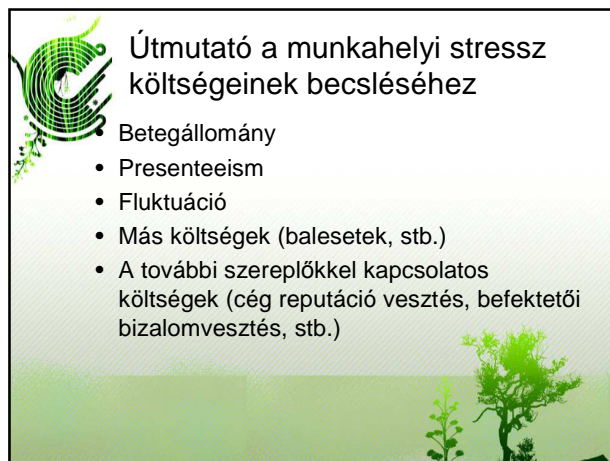 Útmutató a munkahelyi stressz
költségeinek becsléséhez
• Betegállomány
• Presenteeism
• Fluktuáció
• Más költségek (balesetek, stb.)
• A további szereplőkkel kapcsolatos
költségek (cég reputáció vesztés, befektetői
bizalomvesztés, stb.)